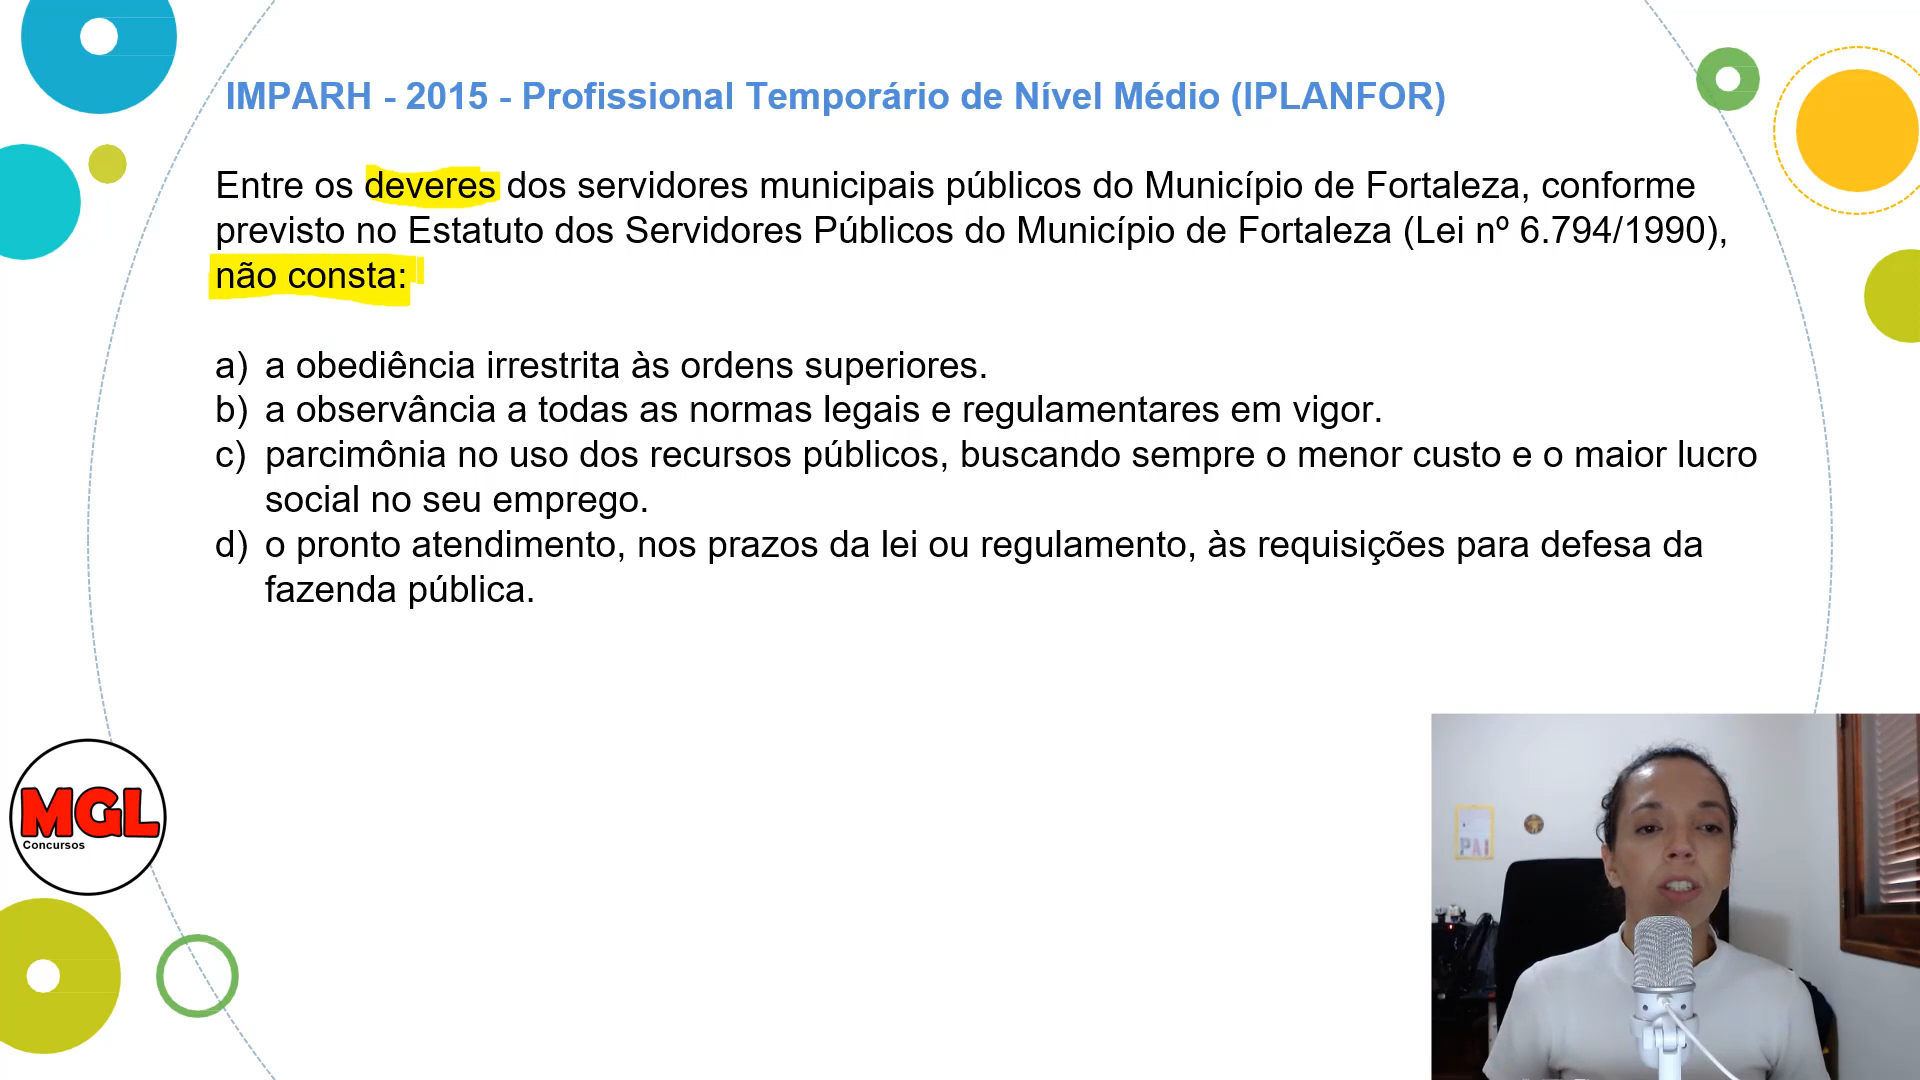 IMPARH - 2015 - Profissional Temporário de Nível Médio (IPLANFOR)
Entre os deveres dos servidores municipais públicos do Município de Fortaleza, conforme
previsto no Estatuto dos Servidores Públicos do Município de Fortaleza (Lei nº 6.794/1990),
não consta:
a) a obediência irrestrita às ordens superiores.
b) a observância a todas as normas legais e regulamentares em vigor.
c) parcimônia no uso dos recursos públicos, buscando sempre o menor custo e o maior lucro
social no seu emprego.
d) o pronto atendimento, nos prazos da lei ou regulamento, às requisições para defesa da
fazenda pública.
MGL
Concursos
PAI